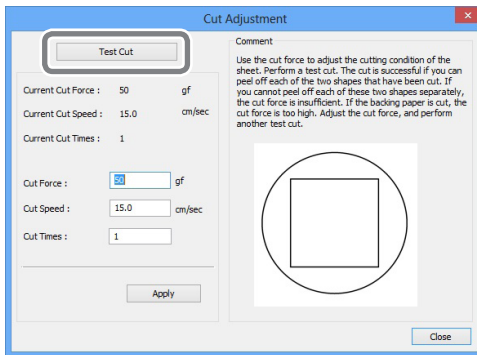 Cut Adjustment
Test Cut
Current Cut Force : 50 gf
Current Cut Speed : 15.0 cm/sec
Current Cut Times : 1
Cut Force : 50 gf
Cut Speed : 15.0 cm/sec
Cut Times : 1
Apply
Comment
Use the cut force to adjust the cutting condition of the
sheet. Perform a test cut. The cut is successful if you can
peel off each of the two shapes that have been cut. If
you cannot peel off each of these two shapes separately,
the cut force is insufficient. If the backing paper is cut, the
cut force is too high. Adjust the cut force, and perform
another test cut.
Close